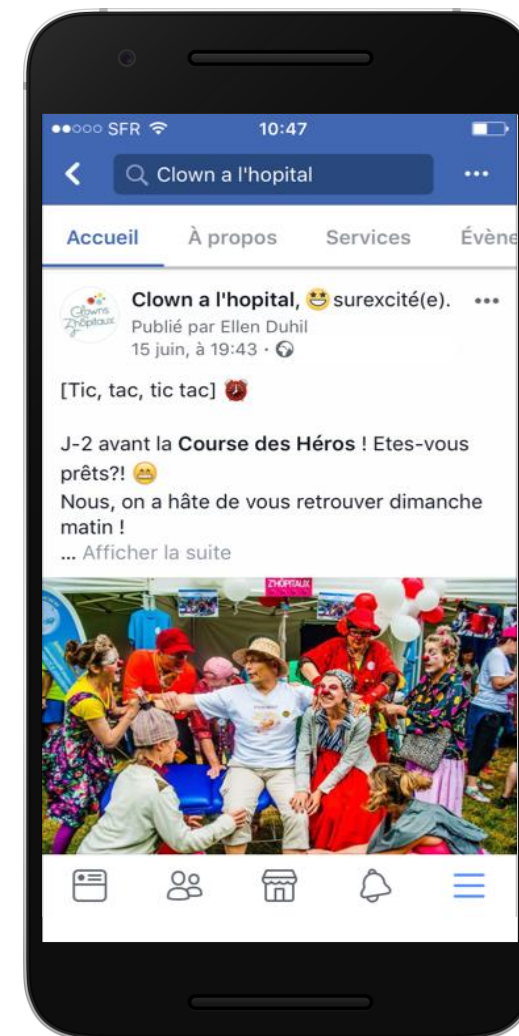 SFR 10:47
Clown a l'hopital
Accueil À propos Services Évène
Clowns
Z'hôpitaux
Clown a l'hopital, 🤩 surexcité(e).
Publié par Ellen Duhil
15 juin, à 19:43 ·
[Tic, tac, tic tac] ⏰
J-2 avant la Course des Héros ! Etes-vous
prêts?! 😁
Nous, on a hâte de vous retrouver dimanche
matin !
... Afficher la suite
Z'HÔPITAUX